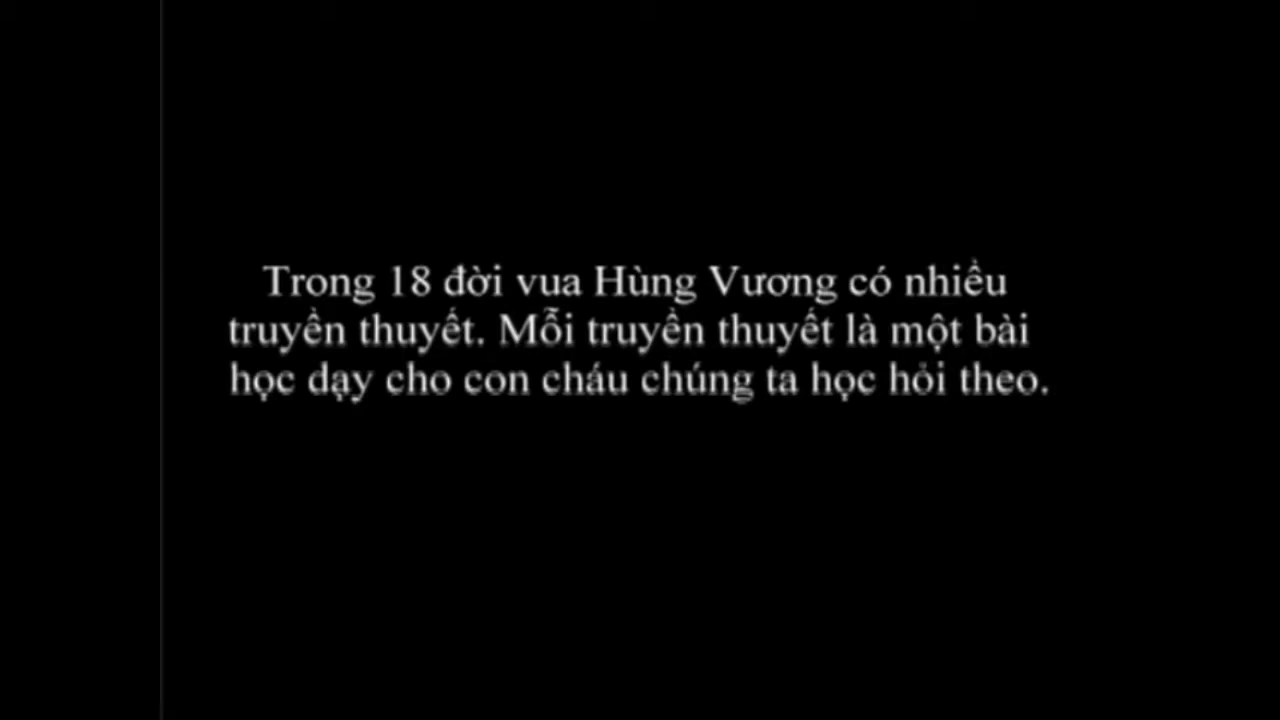 Trong 18 đời vua Hùng Vương có nhiều
truyền thuyết. Mỗi truyền thuyết là một bài
học dạy cho con cháu chúng ta học hỏi theo.